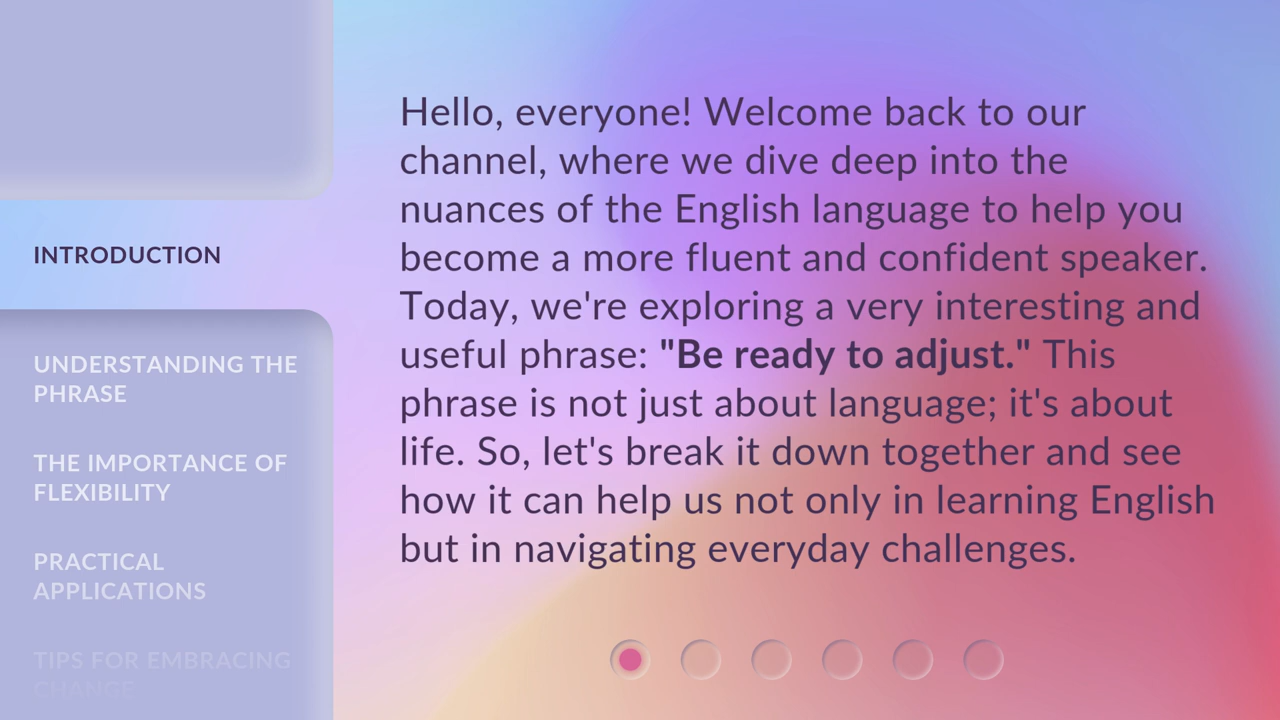 INTRODUCTION
UNDERSTANDING THE
PHRASE
THE IMPORTANCE OF
FLEXIBILITY
PRACTICAL
APPLICATIONS
TIPS FOR EMBRACING
CHANGE
Hello, everyone! Welcome back to our
channel, where we dive deep into the
nuances of the English language to help you
become a more fluent and confident speaker.
Today, we're exploring a very interesting and
useful phrase: "Be ready to adjust." This
phrase is not just about language; it's about
life. So, let's break it down together and see
how it can help us not only in learning English
but in navigating everyday challenges.